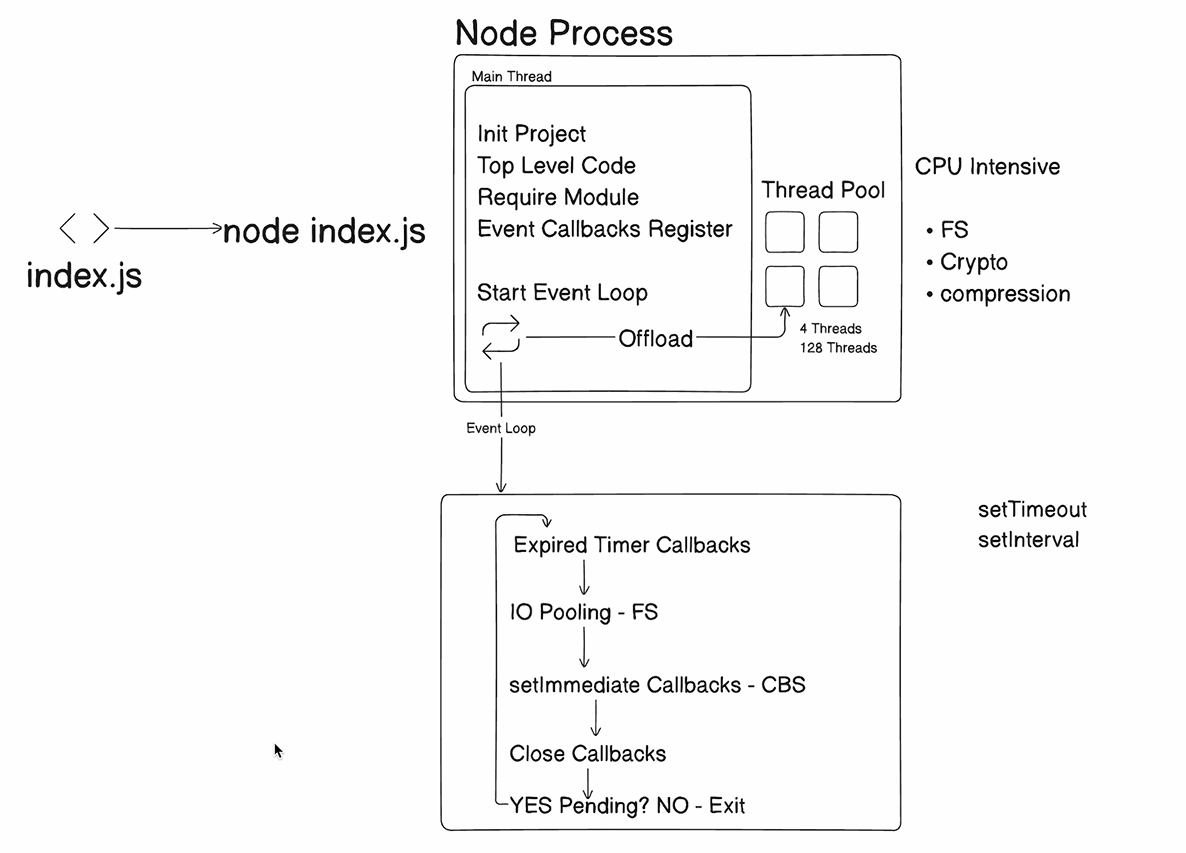 Node Process
Main Thread
Init Project
Top Level Code
Require Module
Event Callbacks Register
Start Event Loop
Offload
Thread Pool
4 Threads
128 Threads
CPU Intensive
• FS
• Crypto
• compression
node index.js
index.js
Event Loop
Expired Timer Callbacks
IO Pooling - FS
setImmediate Callbacks - CBS
Close Callbacks
YES Pending? NO - Exit
setTimeout
setInterval